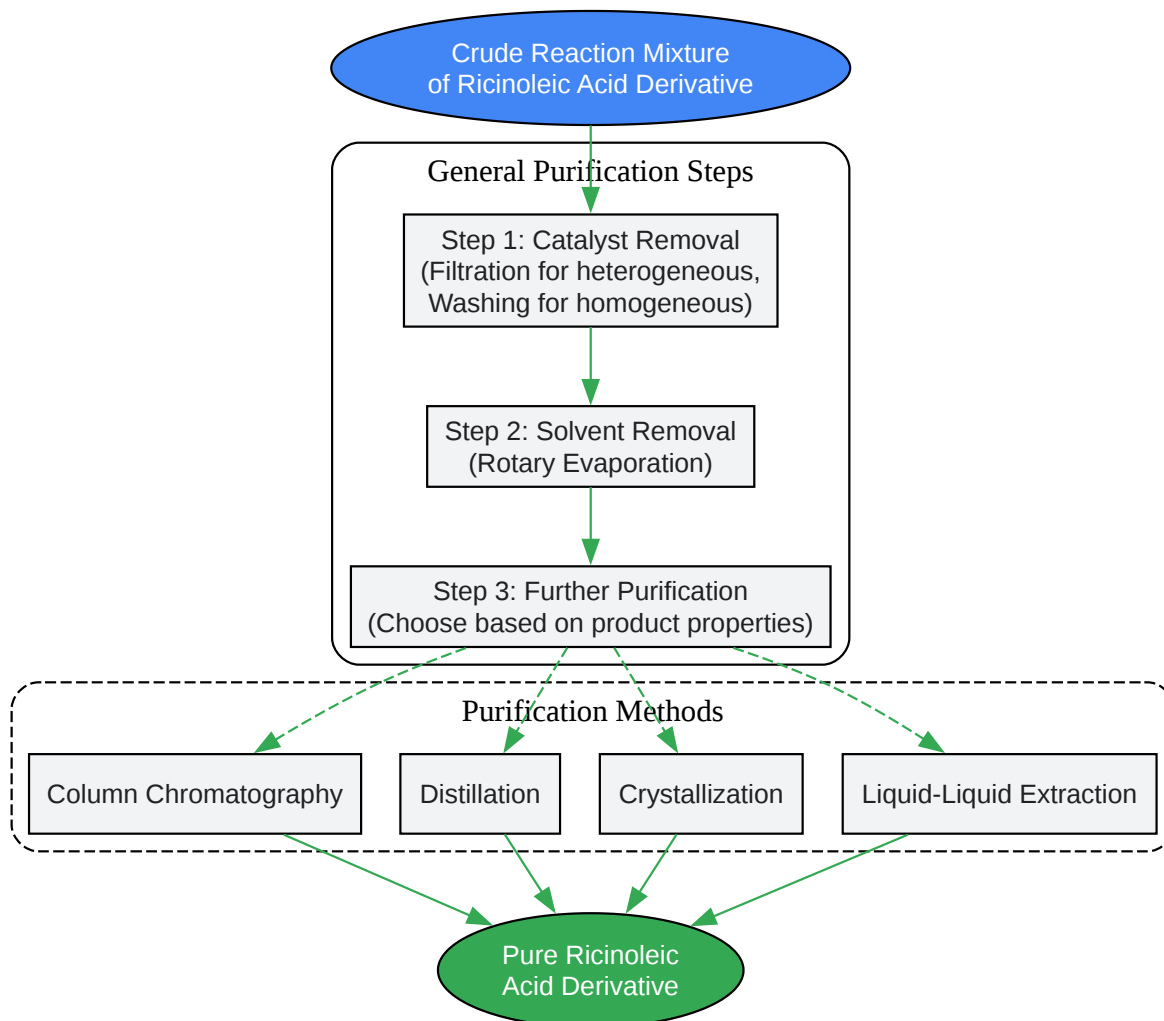 Crude Reaction Mixture
of Ricinoleic Acid Derivative
General Purification Steps
Step 1: Catalyst Removal
(Filtration for heterogeneous,
Washing for homogeneous)
Step 2: Solvent Removal
(Rotary Evaporation)
Step 3: Further Purification
(Choose based on product properties)
Purification Methods
Column Chromatography
Distillation
Crystallization
Liquid-Liquid Extraction
Pure Ricinoleic
Acid Derivative